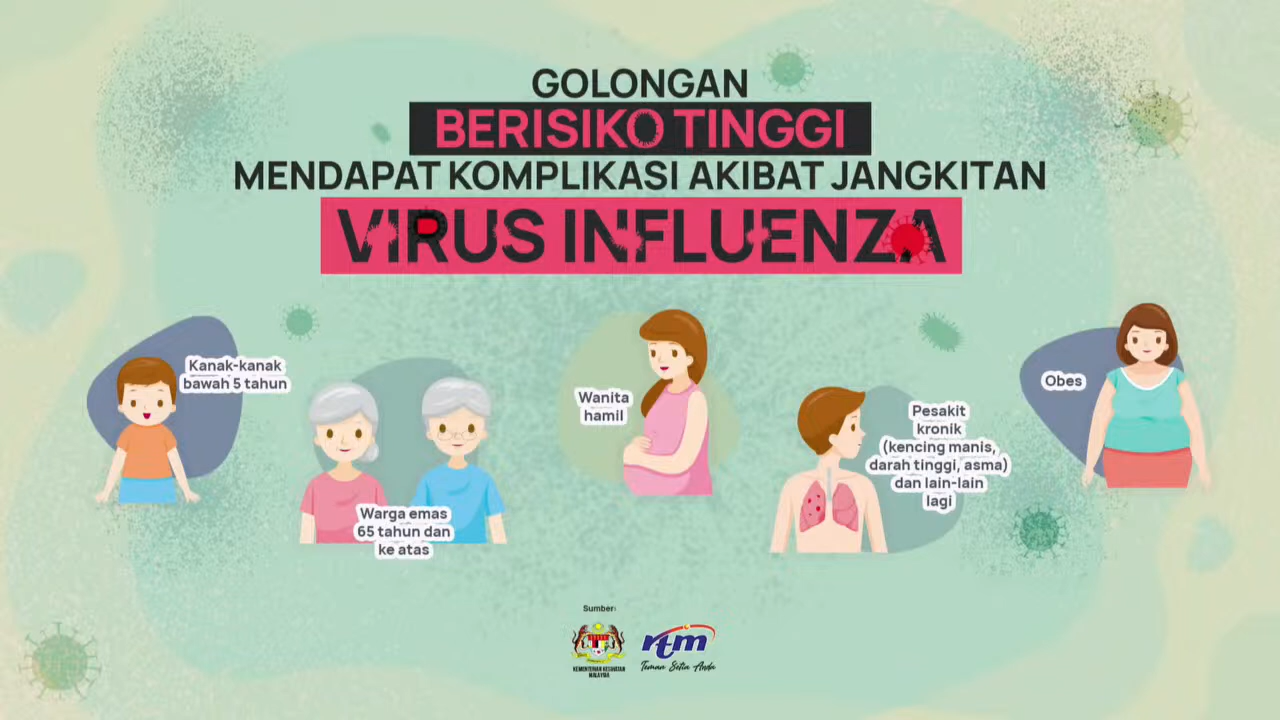 GOLONGAN
BERISIKO TINGGI
MENDAPAT KOMPLIKASI AKIBAT JANGKITAN
VIRUS INFLUENZA
Kanak-kanak
bawah 5 tahun
Warga emas
65 tahun dan
ke atas
Wanita
hamil
Pesakit
kronik
(kencing manis,
darah tinggi, asma)
dan lain-lain
lagi
Obes
Sumber:
KEMENTERIAN KESIHATAN
MALAYSIA
rtm
Teman Setia Anda